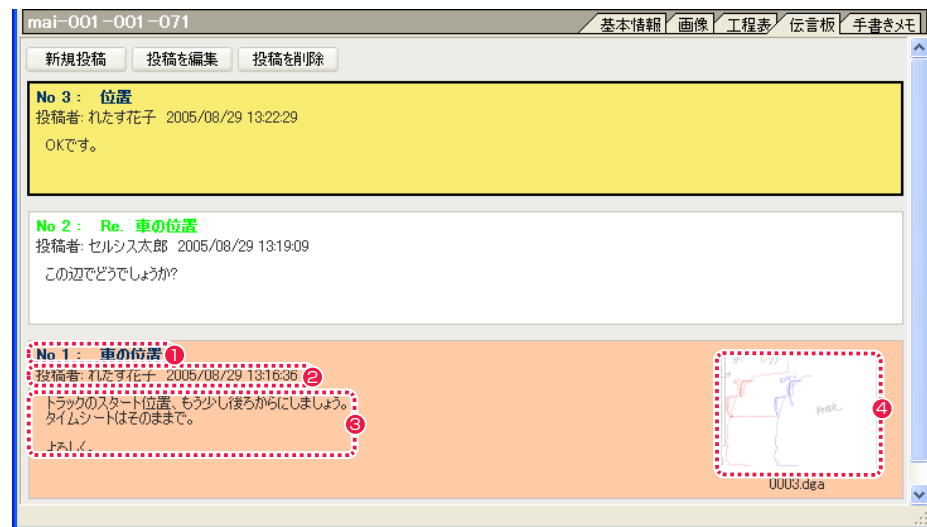 mai-001-001-071
基本情報 画像 工程表 伝言板 手書きメモ
新規投稿 投稿を編集 投稿を削除
No 3： 位置
投稿者: れたす花子 2005/08/29 13:22:29
OKです。
No 2： Re. 車の位置
投稿者: セルシス太郎 2005/08/29 13:19:09
この辺でどうでしょうか?
No 1： 車の位置 1
投稿者: れたす花子 2005/08/29 13:16:36 2
トラックのスタート位置、もう少し後ろからにしましょう。
タイムシートはそのままで。
3
よろしく。
4
0003.dga